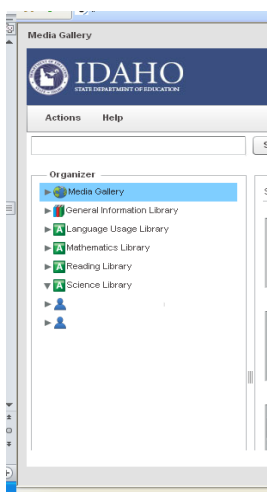 Media Gallery
IDAHO
STATE DEPARTMENT OF EDUCATION
Actions Help
Organizer
Media Gallery
General Information Library
A Language Usage Library
A Mathematics Library
A Reading Library
A Science Library